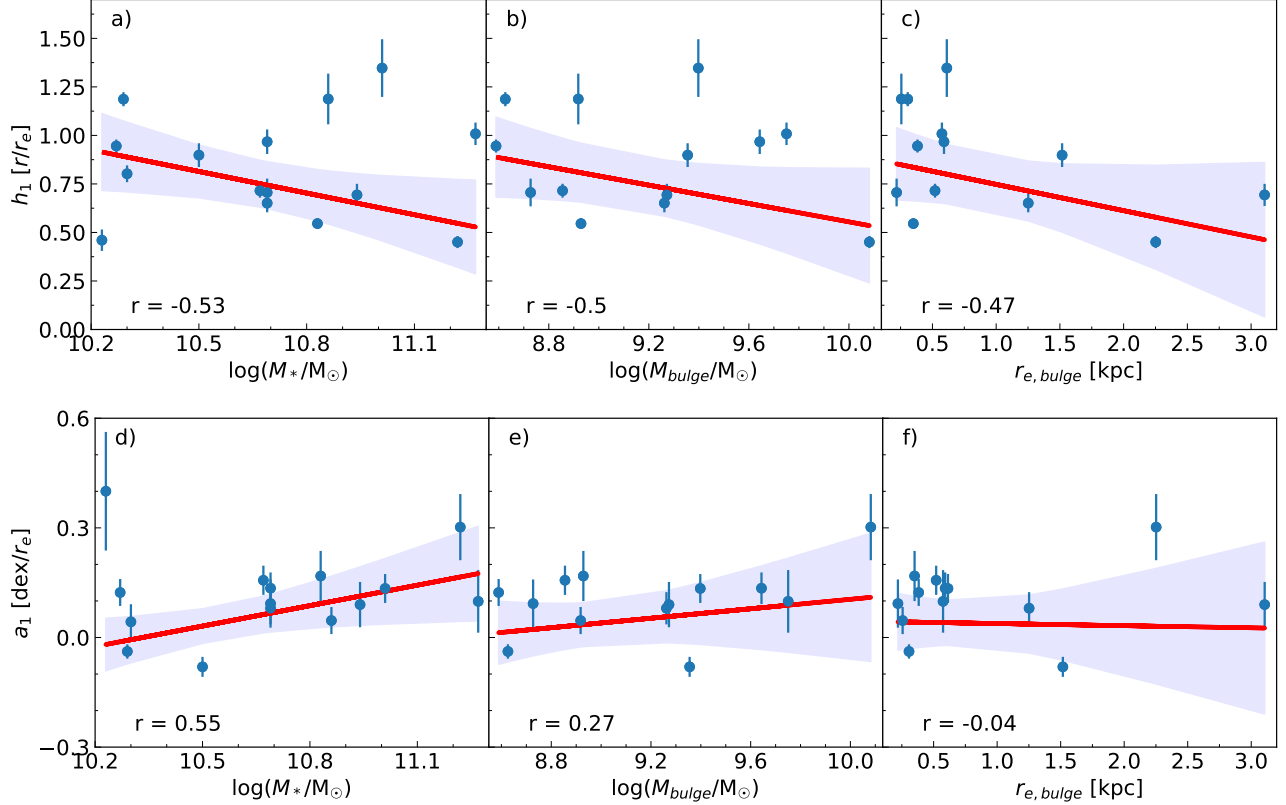 a) b) c)
1.50
1.25
1.00
0.75
0.50
0.25
0.00
h₁ [r/rₑ]
r = -0.53 r = -0.5 r = -0.47
10.2 10.5 10.8 11.1 8.8 9.2 9.6 10.0 0.5 1.0 1.5 2.0 2.5 3.0
log(M*/M☉) log(M_bulge/M☉) r_e,bulge [kpc]
d) e) f)
0.6
0.3
0.0
−0.3
a₁ [dex/rₑ]
r = 0.55 r = 0.27 r = -0.04
10.2 10.5 10.8 11.1 8.8 9.2 9.6 10.0 0.5 1.0 1.5 2.0 2.5 3.0
log(M*/M☉) log(M_bulge/M☉) r_e,bulge [kpc]